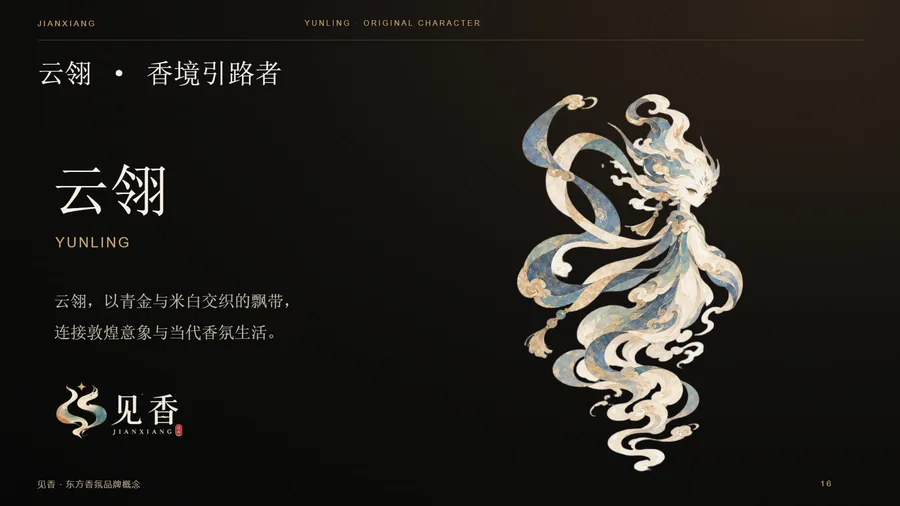 JIANXIANG
YUNLING · ORIGINAL CHARACTER
云翎 • 香境引路者
云翎
YUNLING
云翎，以青金与米白交织的飘带，
连接敦煌意象与当代香氛生活。
见香
JIANXIANG
见香 · 东方香氛品牌概念
16